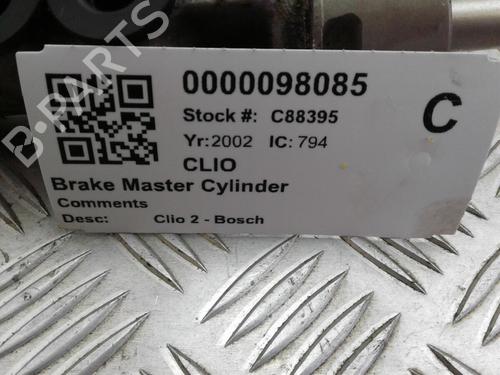 0000098085
Stock #: C88395
C
Yr:2002 IC: 794
CLIO
Brake Master Cylinder
Comments
Desc: Clio 2 - Bosch
B-PARTS